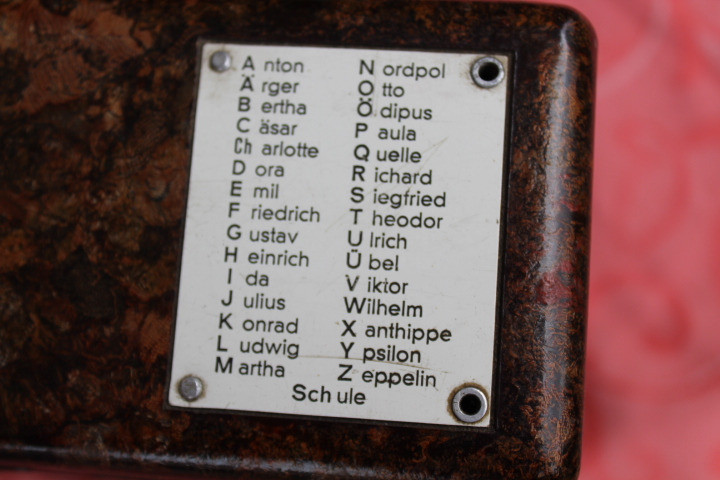 Anton
Ärger
Bertha
Cäsar
Charlotte
Dora
Emil
Friedrich
Gustav
Heinrich
Ida
Julius
Konrad
Ludwig
Martha
Nordpol
Otto
Ödipus
Paula
Quelle
Richard
Siegfried
Theodor
Ulrich
Übel
Viktor
Wilhelm
Xanthippe
Ypsilon
Zeppelin
Schule